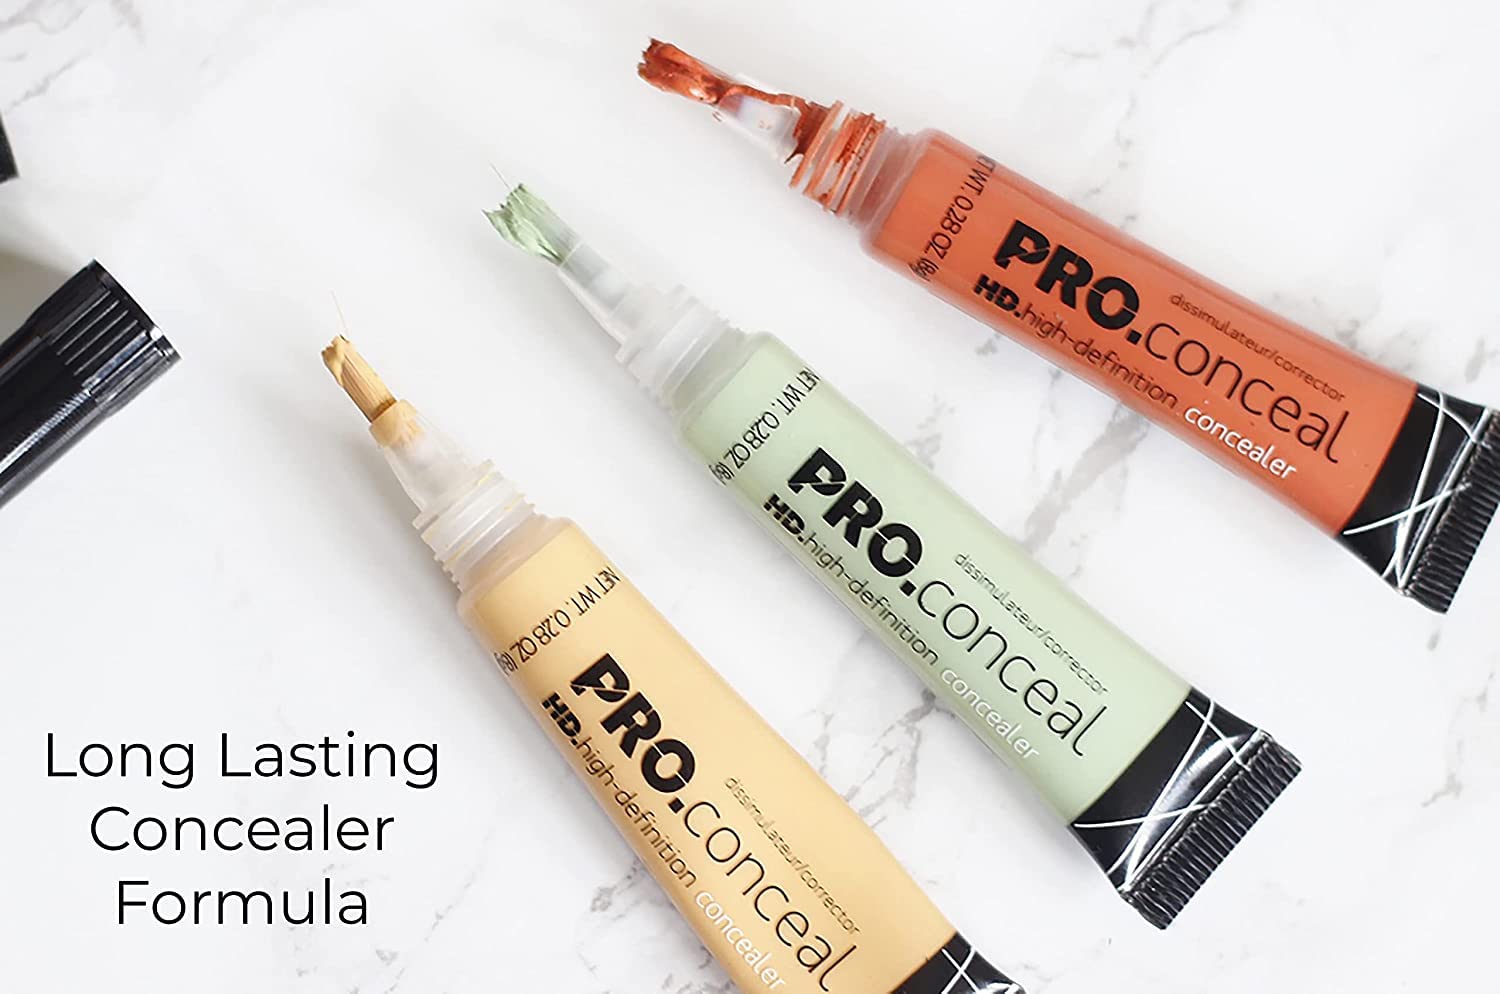 NET WT. 0.28 OZ. (8g)
PRO.conceal
dissimulateur/corrector
HD.high-definition concealer
NET WT. 0.28 OZ. (8g)
PRO.conceal
dissimulateur/corrector
HD.high-definition concealer
NET WT. 0.28 OZ. (8g)
PRO.conceal
dissimulateur/corrector
HD.high-definition concealer
Long Lasting
Concealer
Formula